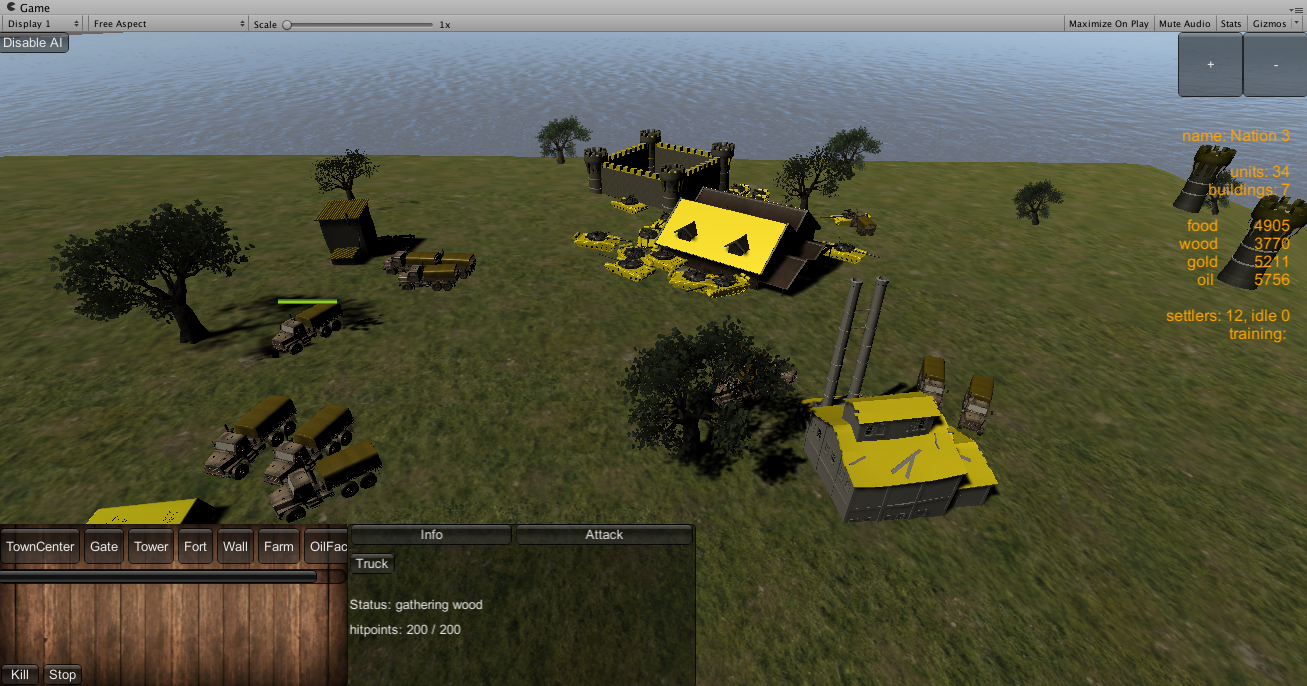 Game
Display 1
Free Aspect
Scale
1x
Maximize On Play
Mute Audio
Stats
Gizmos
Disable AI
+
-
name: Nation 3
units: 34
buildings: 7
food 4905
wood 3770
gold 5211
oil 5756
settlers: 12, idle 0
training:
TownCenter
Gate
Tower
Fort
Wall
Farm
OilFac
Info
Attack
Truck
Status: gathering wood
hitpoints: 200 / 200
Kill
Stop